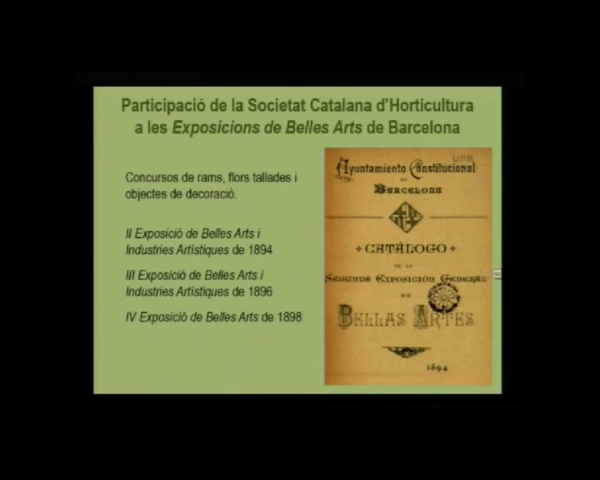 Participació de la Societat Catalana d'Horticultura
a les Exposicions de Belles Arts de Barcelona
Concursos de rams, flors tallades i
objectes de decoració.
II Exposició de Belles Arts i
Industries Artístiques de 1894
III Exposició de Belles Arts i
Industries Artístiques de 1896
IV Exposició de Belles Arts de 1898
Ayuntamiento Constitucional
DE
BARCELONA
CATÁLOGO
DE LA
SEGUNDA EXPOSICIÓN GENERAL
DE
BELLAS ARTES
1894